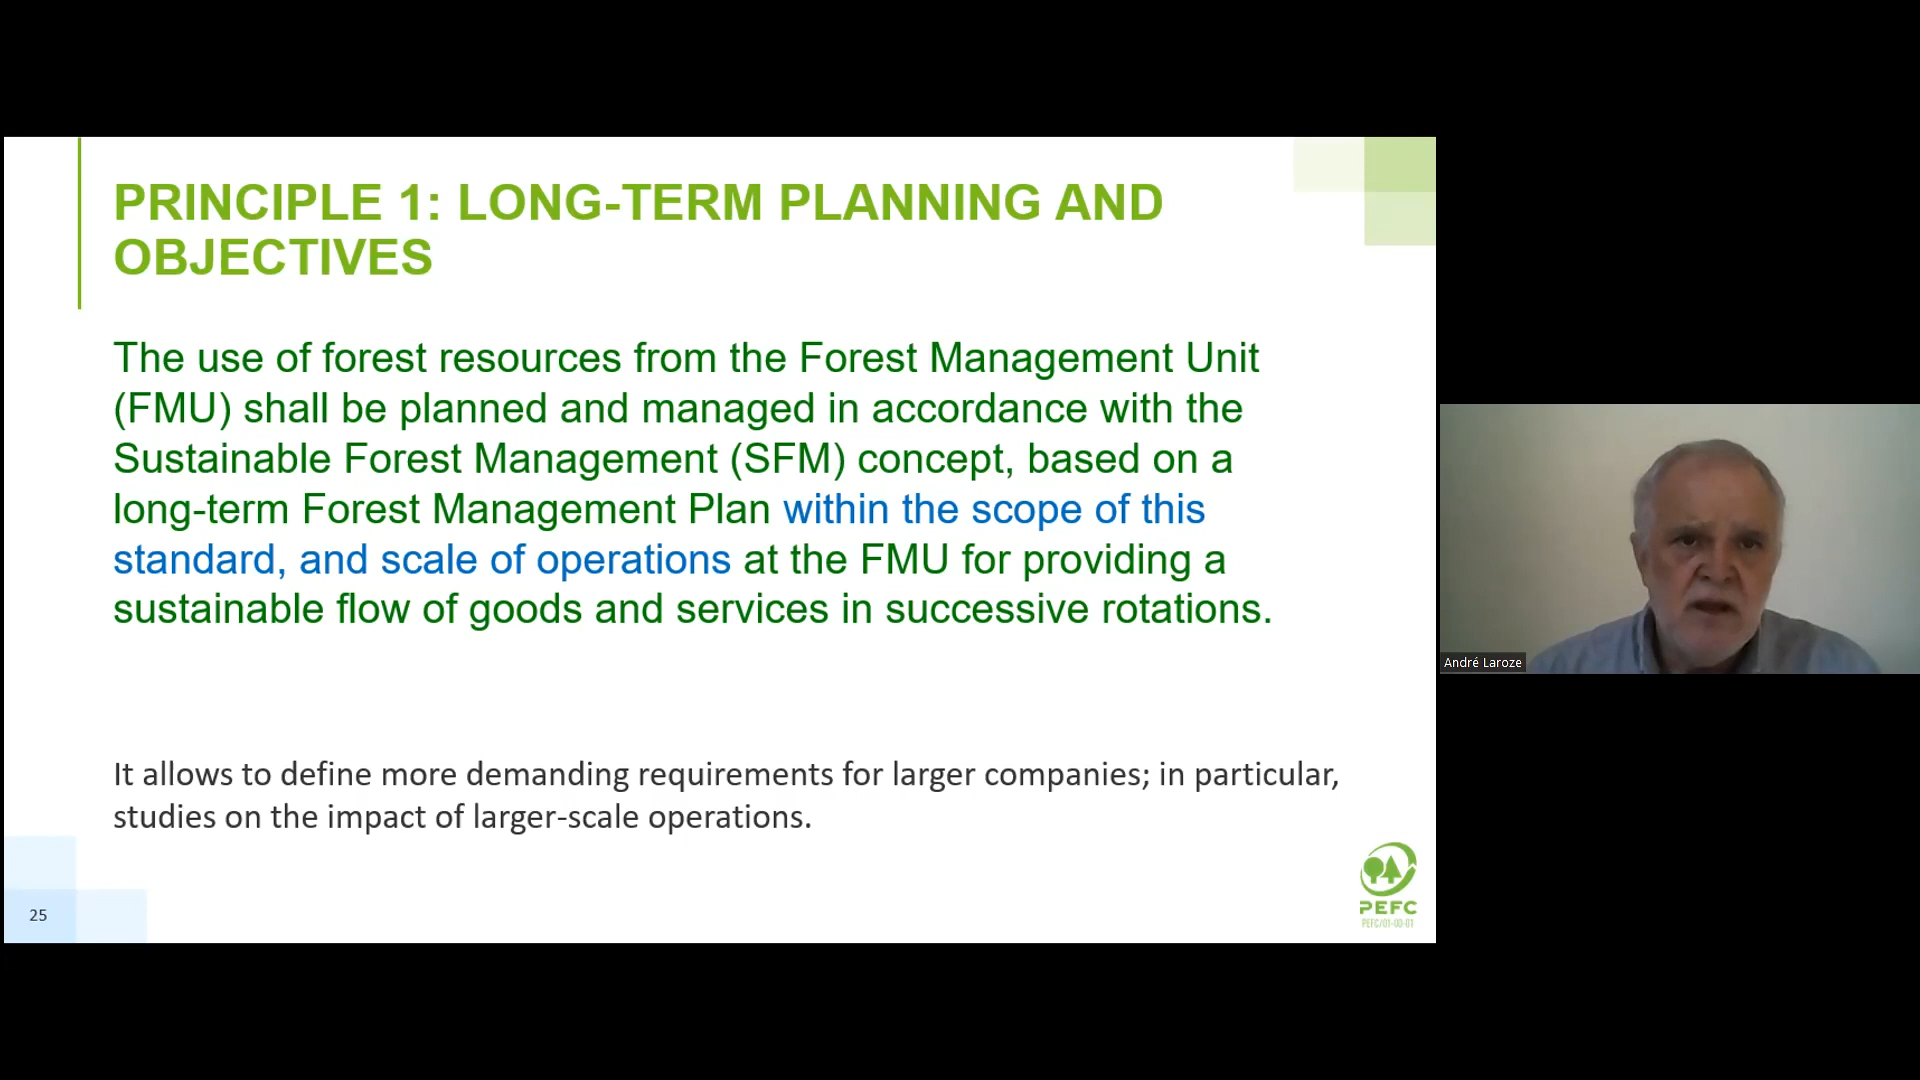 PRINCIPLE 1: LONG-TERM PLANNING AND
OBJECTIVES
The use of forest resources from the Forest Management Unit
(FMU) shall be planned and managed in accordance with the
Sustainable Forest Management (SFM) concept, based on a
long-term Forest Management Plan within the scope of this
standard, and scale of operations at the FMU for providing a
sustainable flow of goods and services in successive rotations.
It allows to define more demanding requirements for larger companies; in particular,
studies on the impact of larger-scale operations.
25
PEFC
PEFC/01-00-01
André Laroze